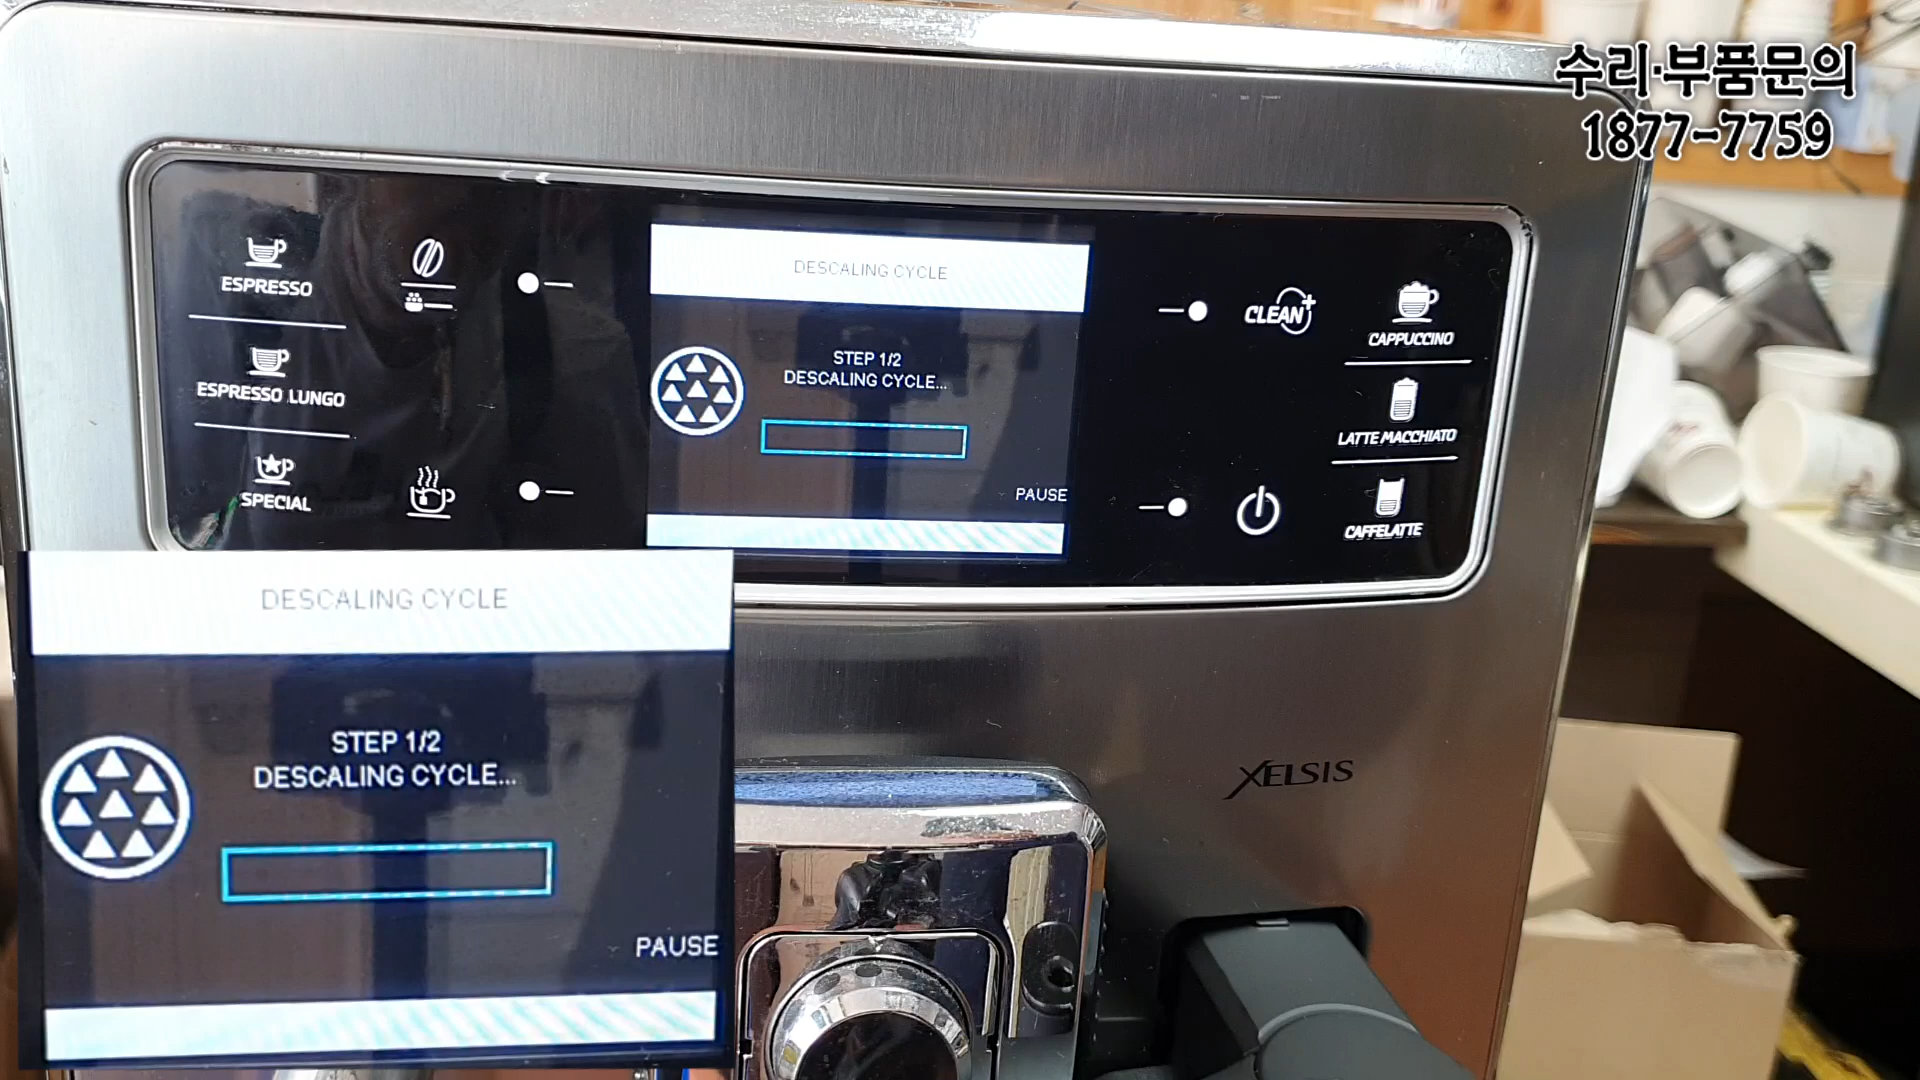 수리·부품문의
1877-7759
ESPRESSO
ESPRESSO LUNGO
SPECIAL
DESCALING CYCLE
STEP 1/2
DESCALING CYCLE...
PAUSE
CLEAN+
CAPPUCCINO
LATTE MACCHIATO
CAFFELATTE
DESCALING CYCLE
STEP 1/2
DESCALING CYCLE...
PAUSE
XELSIS